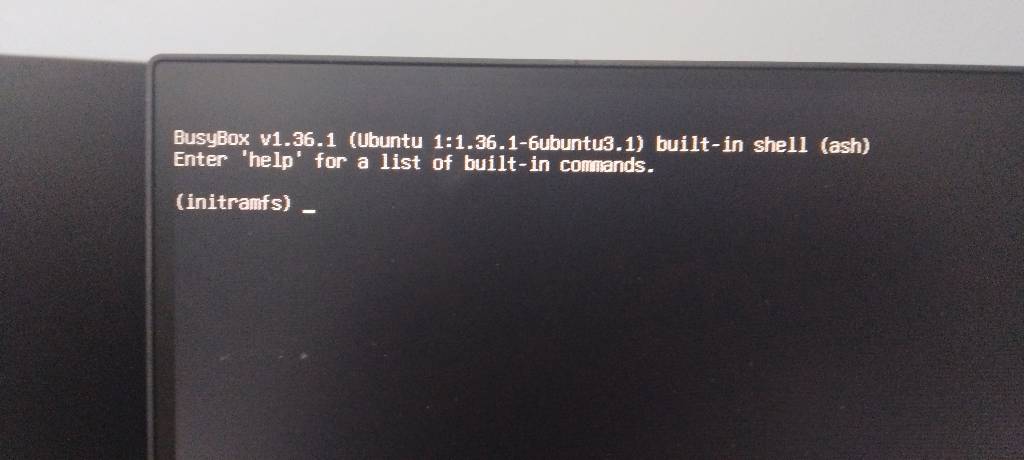 BusyBox v1.36.1 (Ubuntu 1:1.36.1-6ubuntu3.1) built-in shell (ash)
Enter 'help' for a list of built-in commands.
(initramfs) _